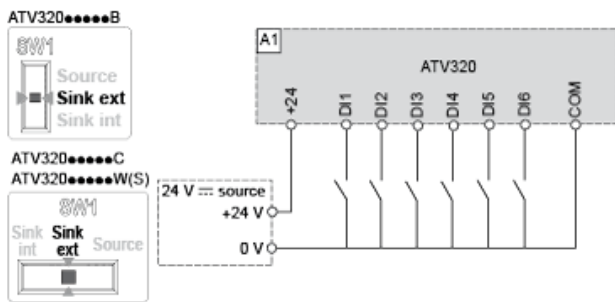 ATV320●●●●●B
SW1
Source
Sink ext
Sink int
ATV320●●●●●C
ATV320●●●●●W(S)
SW1
Sink int
Sink ext
Source
A1
ATV320
+24
DI1
DI2
DI3
DI4
DI5
DI6
COM
24 V ⎓ source
+24 V
0 V